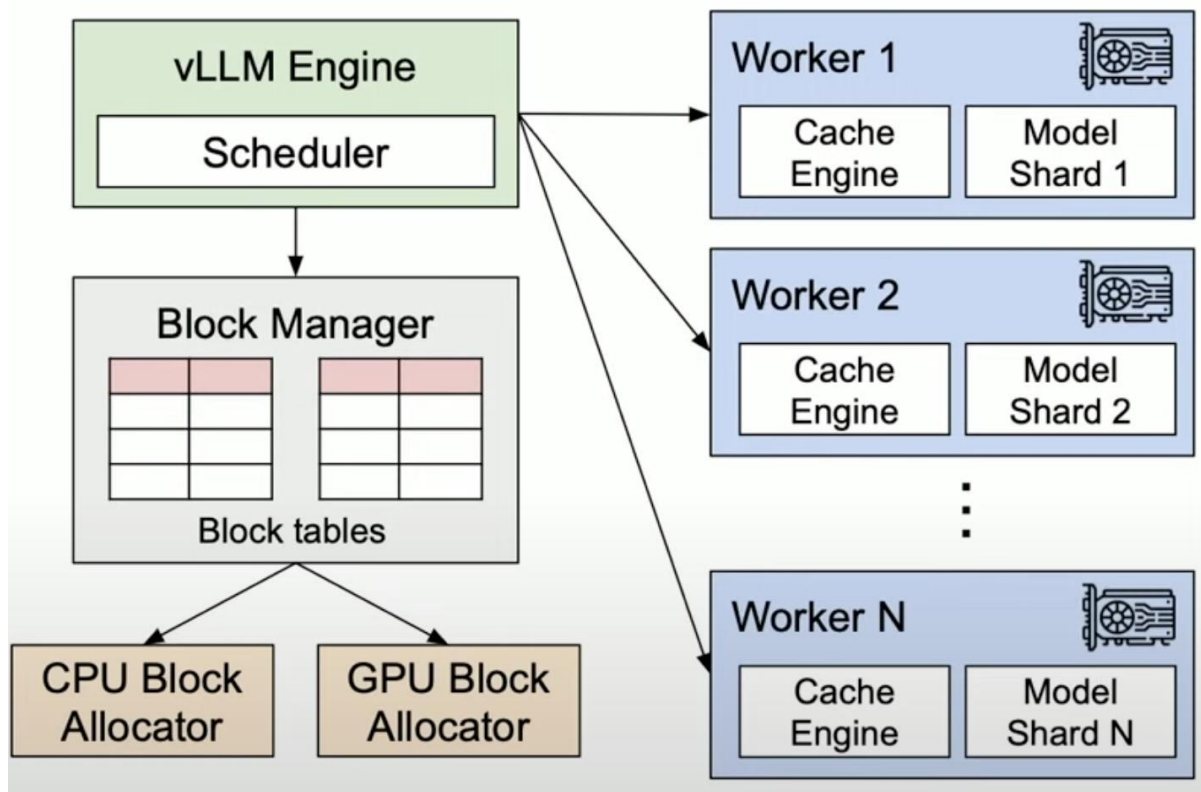 vLLM Engine
Scheduler
Block Manager
Block tables
CPU Block
Allocator
GPU Block
Allocator
Worker 1
Cache
Engine
Model
Shard 1
Worker 2
Cache
Engine
Model
Shard 2
Worker N
Cache
Engine
Model
Shard N